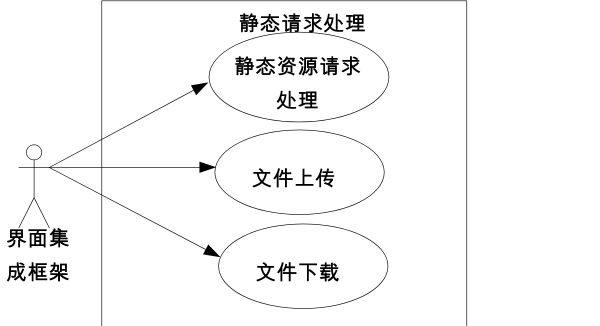 静态请求处理
静态资源请求
处理
文件上传
界面集
成框架
文件下载